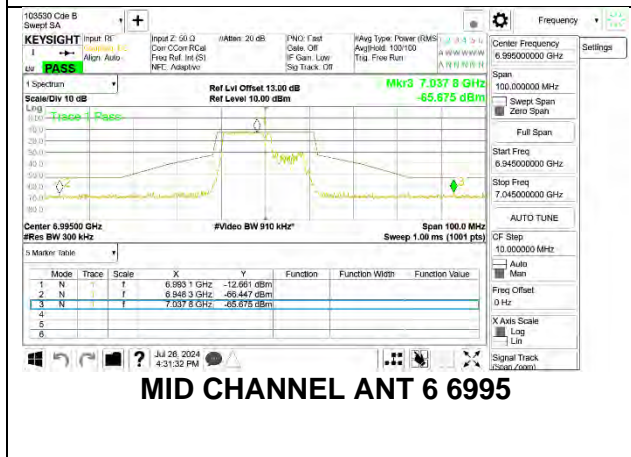 103530 Cde B
Swept SA
Frequency
Settings
KEYSIGHT Input: RF
Align: Auto
PASS
Input Z: 50 Ω
Corr CCorr RCal
Freq Ref: Int (S)
NFE: Adaptive
#Atten: 20 dB
PNO: Fast
Gate: Off
IF Gain: Low
Sig Track: Off
#Avg Type: Power (RMS)
Avg|Hold: 100/100
Trig: Free Run
Center Frequency
6.995000000 GHz
Span
100.000000 MHz
Swept Span
Zero Span
Full Span
Start Freq
6.945000000 GHz
Stop Freq
7.045000000 GHz
AUTO TUNE
CF Step
10.000000 MHz
Auto
Man
Freq Offset
0 Hz
X Axis Scale
Log
Lin
Signal Track
(Span Zoom)
1 Spectrum
Scale/Div 10 dB
Ref Lvl Offset 13.00 dB
Ref Level 10.00 dBm
Mkr3 7.037 8 GHz
-65.675 dBm
Log
Trace 1 Pass
Center 6.99500 GHz
#Res BW 300 kHz
#Video BW 910 kHz*
Span 100.0 MHz
Sweep 1.00 ms (1001 pts)
5 Marker Table
Mode Trace Scale X Y Function Function Width Function Value
1 N 1 f 6.993 1 GHz -12.661 dBm
2 N 1 f 6.948 3 GHz -66.447 dBm
3 N 1 f 7.037 8 GHz -65.675 dBm
4
5
6
Jul 26, 2024
4:31:32 PM
MID CHANNEL ANT 6 6995